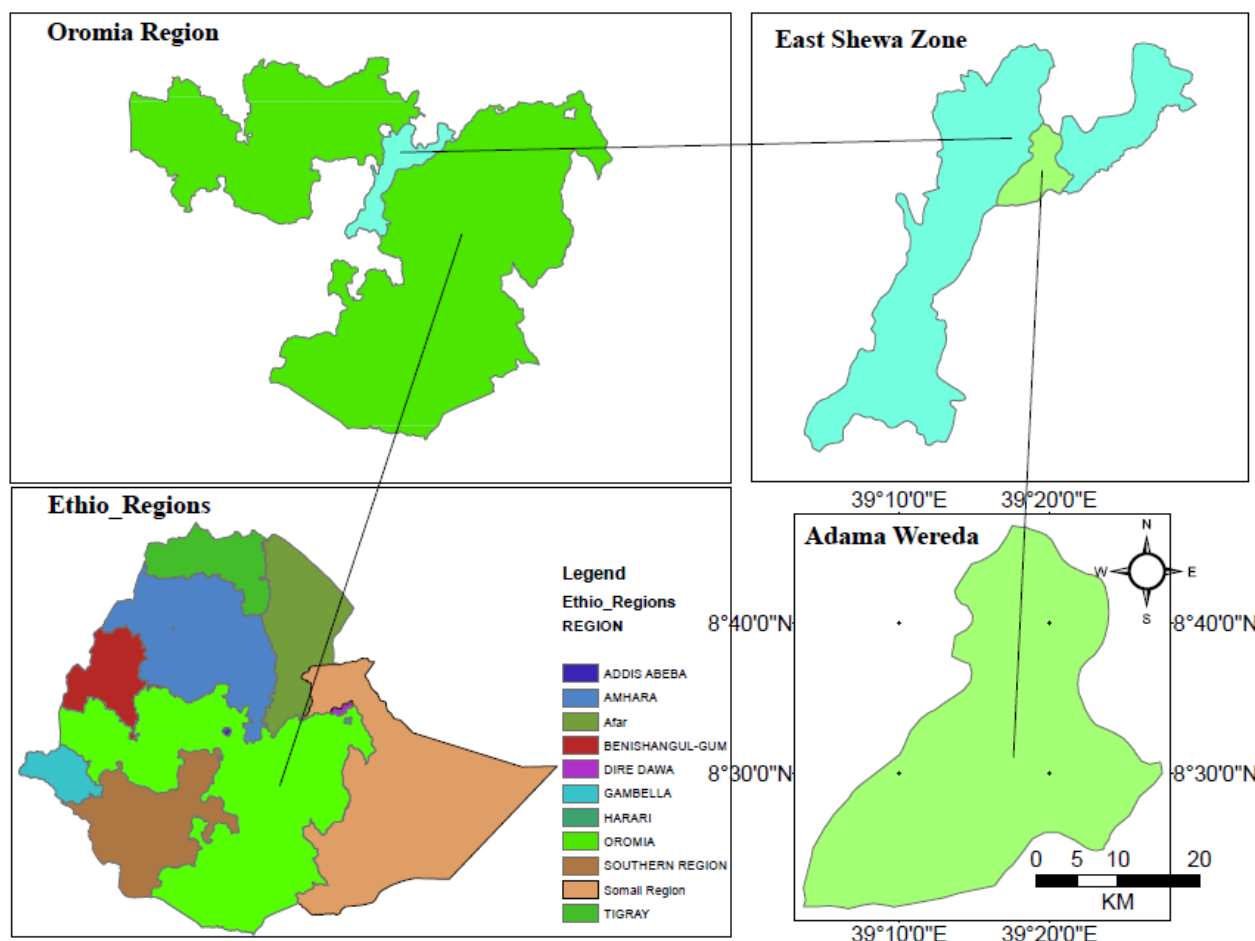 Oromia Region
East Shewa Zone
Ethio_Regions
Legend
Ethio_Regions
REGION
ADDIS ABEBA
AMHARA
Afar
BENISHANGUL-GUM
DIRE DAWA
GAMBELLA
HARARI
OROMIA
SOUTHERN REGION
Somali Region
TIGRAY
39°10'0"E 39°20'0"E
Adama Wereda
N
W E
S
8°40'0"N 8°40'0"N
8°30'0"N 8°30'0"N
0 5 10 20
KM
39°10'0"E 39°20'0"E